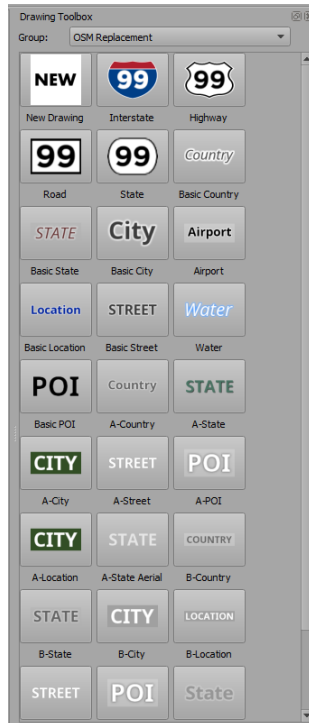 Drawing Toolbox
Group: OSM Replacement
NEW 99 99
New Drawing Interstate Highway
99 99 Country
Road State Basic Country
STATE City Airport
Basic State Basic City Airport
Location STREET Water
Basic Location Basic Street Water
POI Country STATE
Basic POI A-Country A-State
CITY STREET POI
A-City A-Street A-POI
CITY STATE COUNTRY
A-Location A-State Aerial B-Country
STATE CITY LOCATION
B-State B-City B-Location
STREET POI State